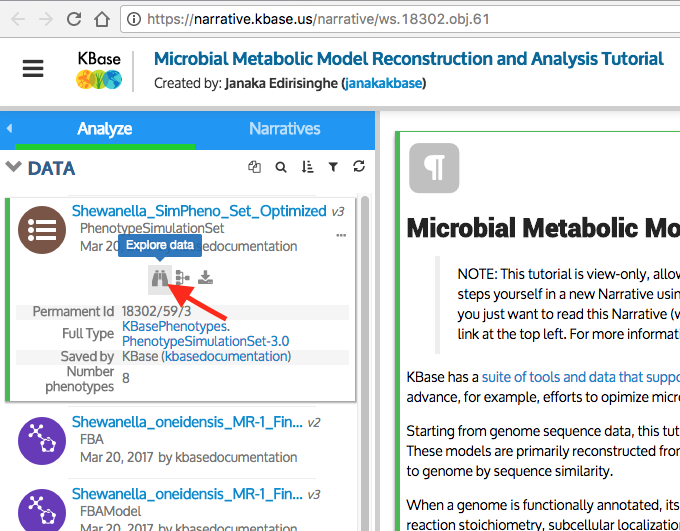 https://narrative.kbase.us/narrative/ws.18302.obj.61
KBase
Microbial Metabolic Model Reconstruction and Analysis Tutorial
Created by: Janaka Edirisinghe (janakakbase)
Analyze
Narratives
DATA
Shewanella_SimPheno_Set_Optimized v3
PhenotypeSimulationSet
Mar 20, basedocumentation
Explore data
Permament Id 18302/59/3
Full Type KBasePhenotypes.
PhenotypeSimulationSet-3.0
Saved by KBase (kbasedocumentation)
Number
phenotypes 8
Shewanella_oneidensis_MR-1_Fin... v2
FBA
Mar 20, 2017 by kbasedocumentation
Shewanella_oneidensis_MR-1_Fin... v3
FBAModel
Mar 20, 2017 by kbasedocumentation
Microbial Metabolic Mo
NOTE: This tutorial is view-only, allow
steps yourself in a new Narrative usin
you just want to read this Narrative (w
link at the top left. For more informati
KBase has a suite of tools and data that suppo
advance, for example, efforts to opimize micr
Starting from genome sequence data, this tut
These models are primarily reconstructed from
to genome by sequence similarity.
When a genome is functionally annotated, its
reaction stoichiometry, subcellular localization